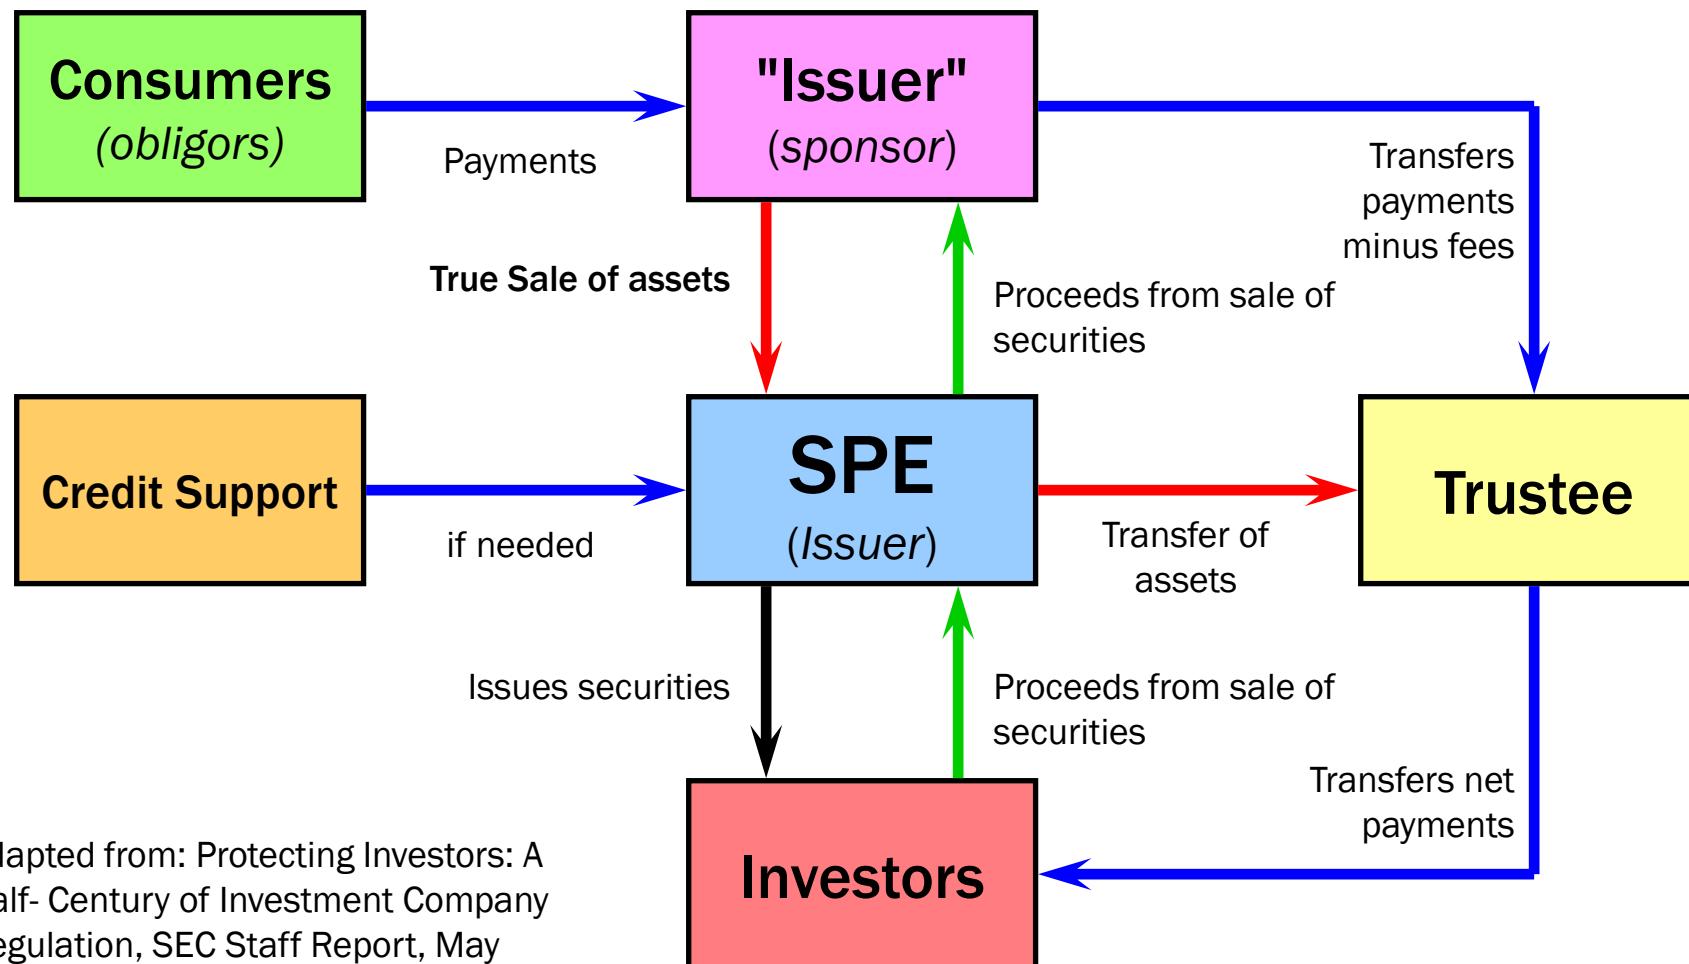 Consumers
(obligors)
Payments
"Issuer"
(sponsor)
Transfers
payments
minus fees
True Sale of assets
Proceeds from sale of
securities
Credit Support
if needed
SPE
(Issuer)
Transfer of
assets
Trustee
Issues securities
Proceeds from sale of
securities
Transfers net
payments
Investors
from: Protecting Investors: A
Century of Investment Company
SEC Staff Report, May